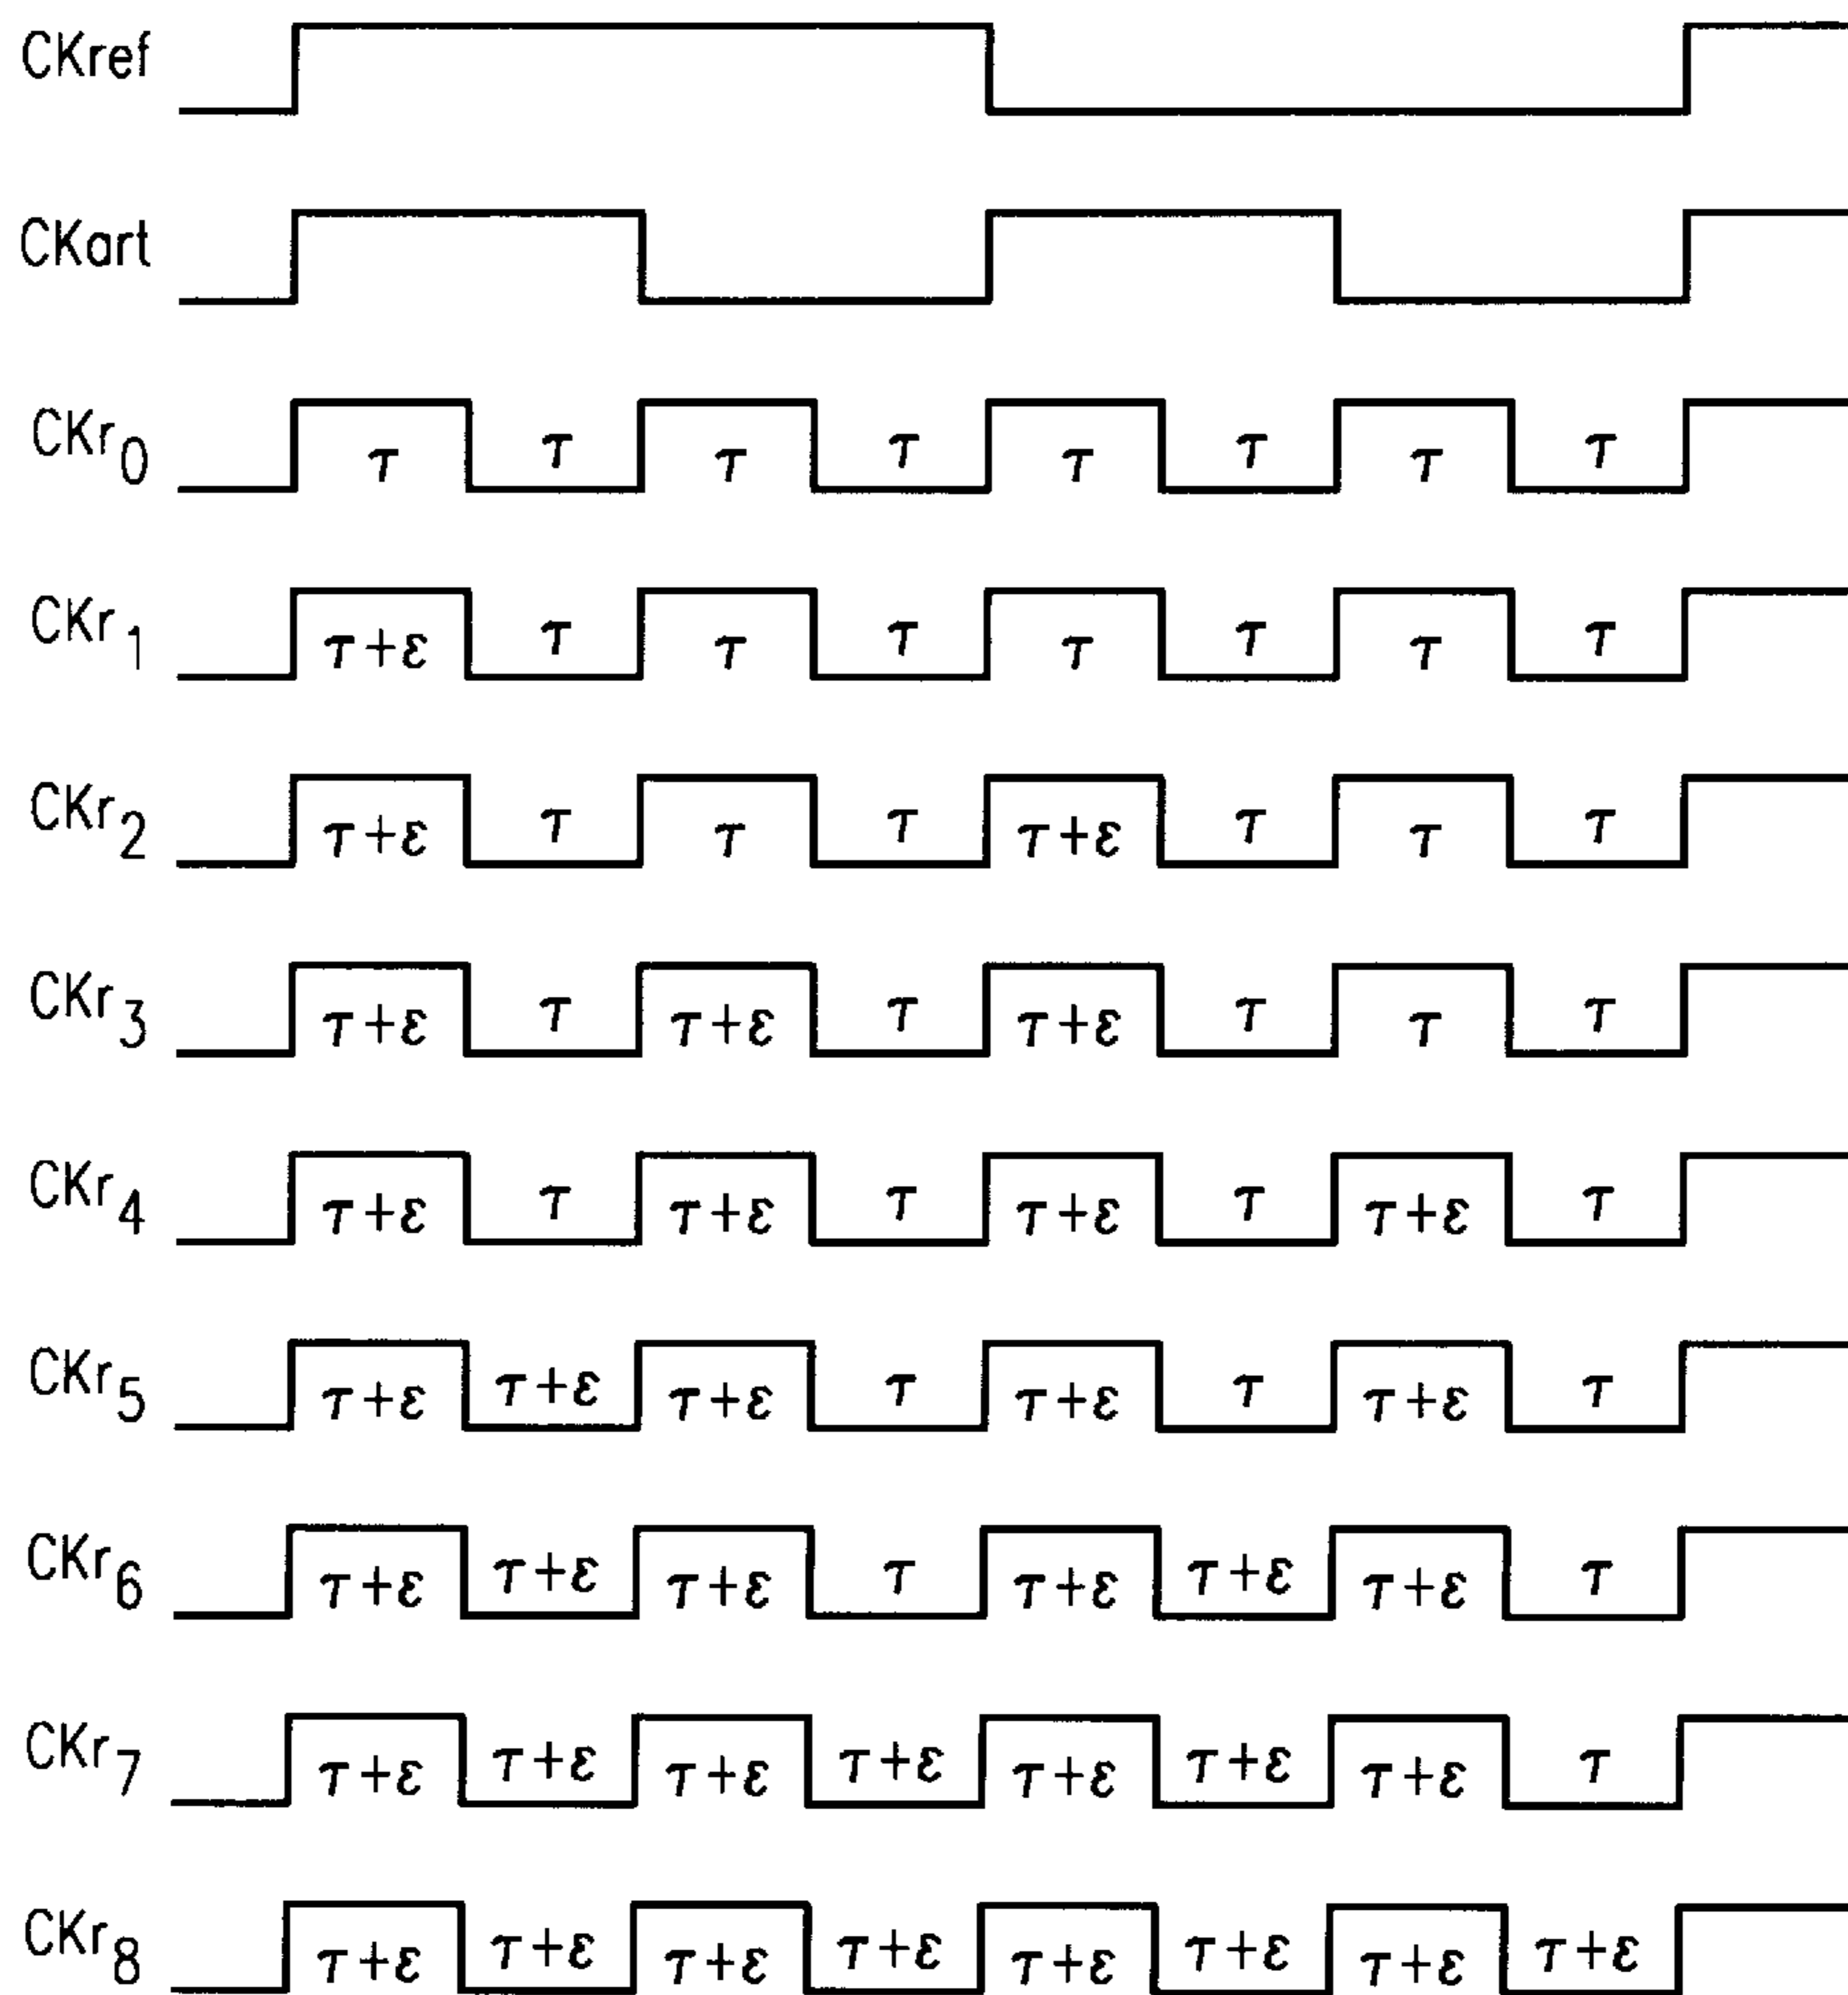 CKref
CKart
CKr0 τ τ τ τ τ τ τ τ
CKr1 τ+ε τ τ τ τ τ τ τ
CKr2 τ+ε τ τ τ τ+ε τ τ τ
CKr3 τ+ε τ τ+ε τ τ+ε τ τ τ
CKr4 τ+ε τ τ+ε τ τ+ε τ τ+ε τ
CKr5 τ+ε τ+ε τ+ε τ τ+ε τ τ+ε τ
CKr6 τ+ε τ+ε τ+ε τ τ+ε τ+ε τ+ε τ
CKr7 τ+ε τ+ε τ+ε τ+ε τ+ε τ+ε τ+ε τ
CKr8 τ+ε τ+ε τ+ε τ+ε τ+ε τ+ε τ+ε τ+ε